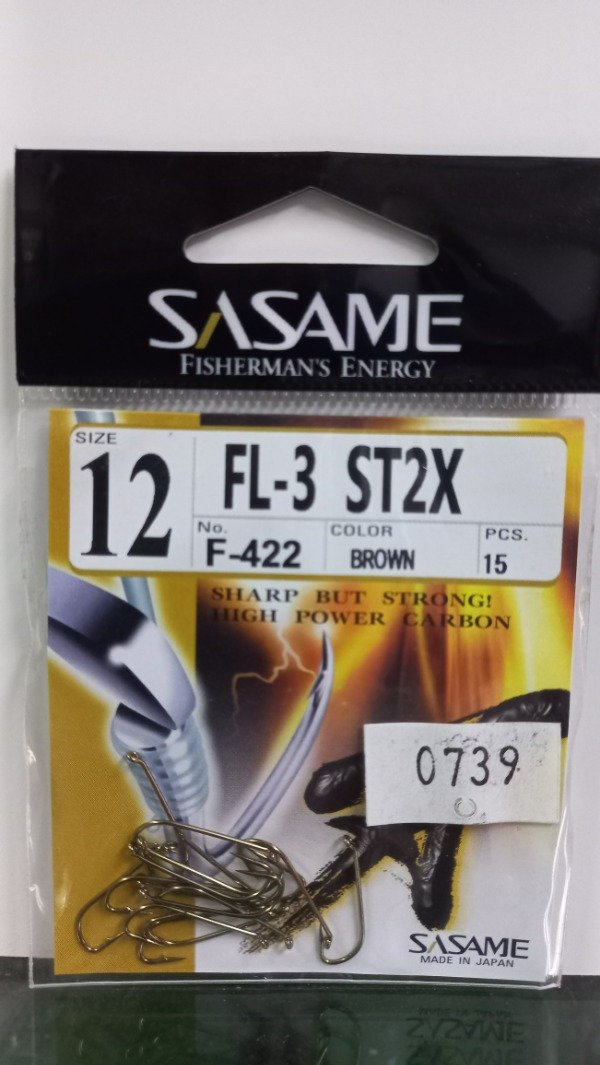 SASAME
FISHERMAN'S ENERGY
SIZE
12
FL-3 ST2X
No.
F-422
COLOR
BROWN
PCS.
15
SHARP BUT STRONG!
HIGH POWER CARBON
0739
C
SASAME
MADE IN JAPAN